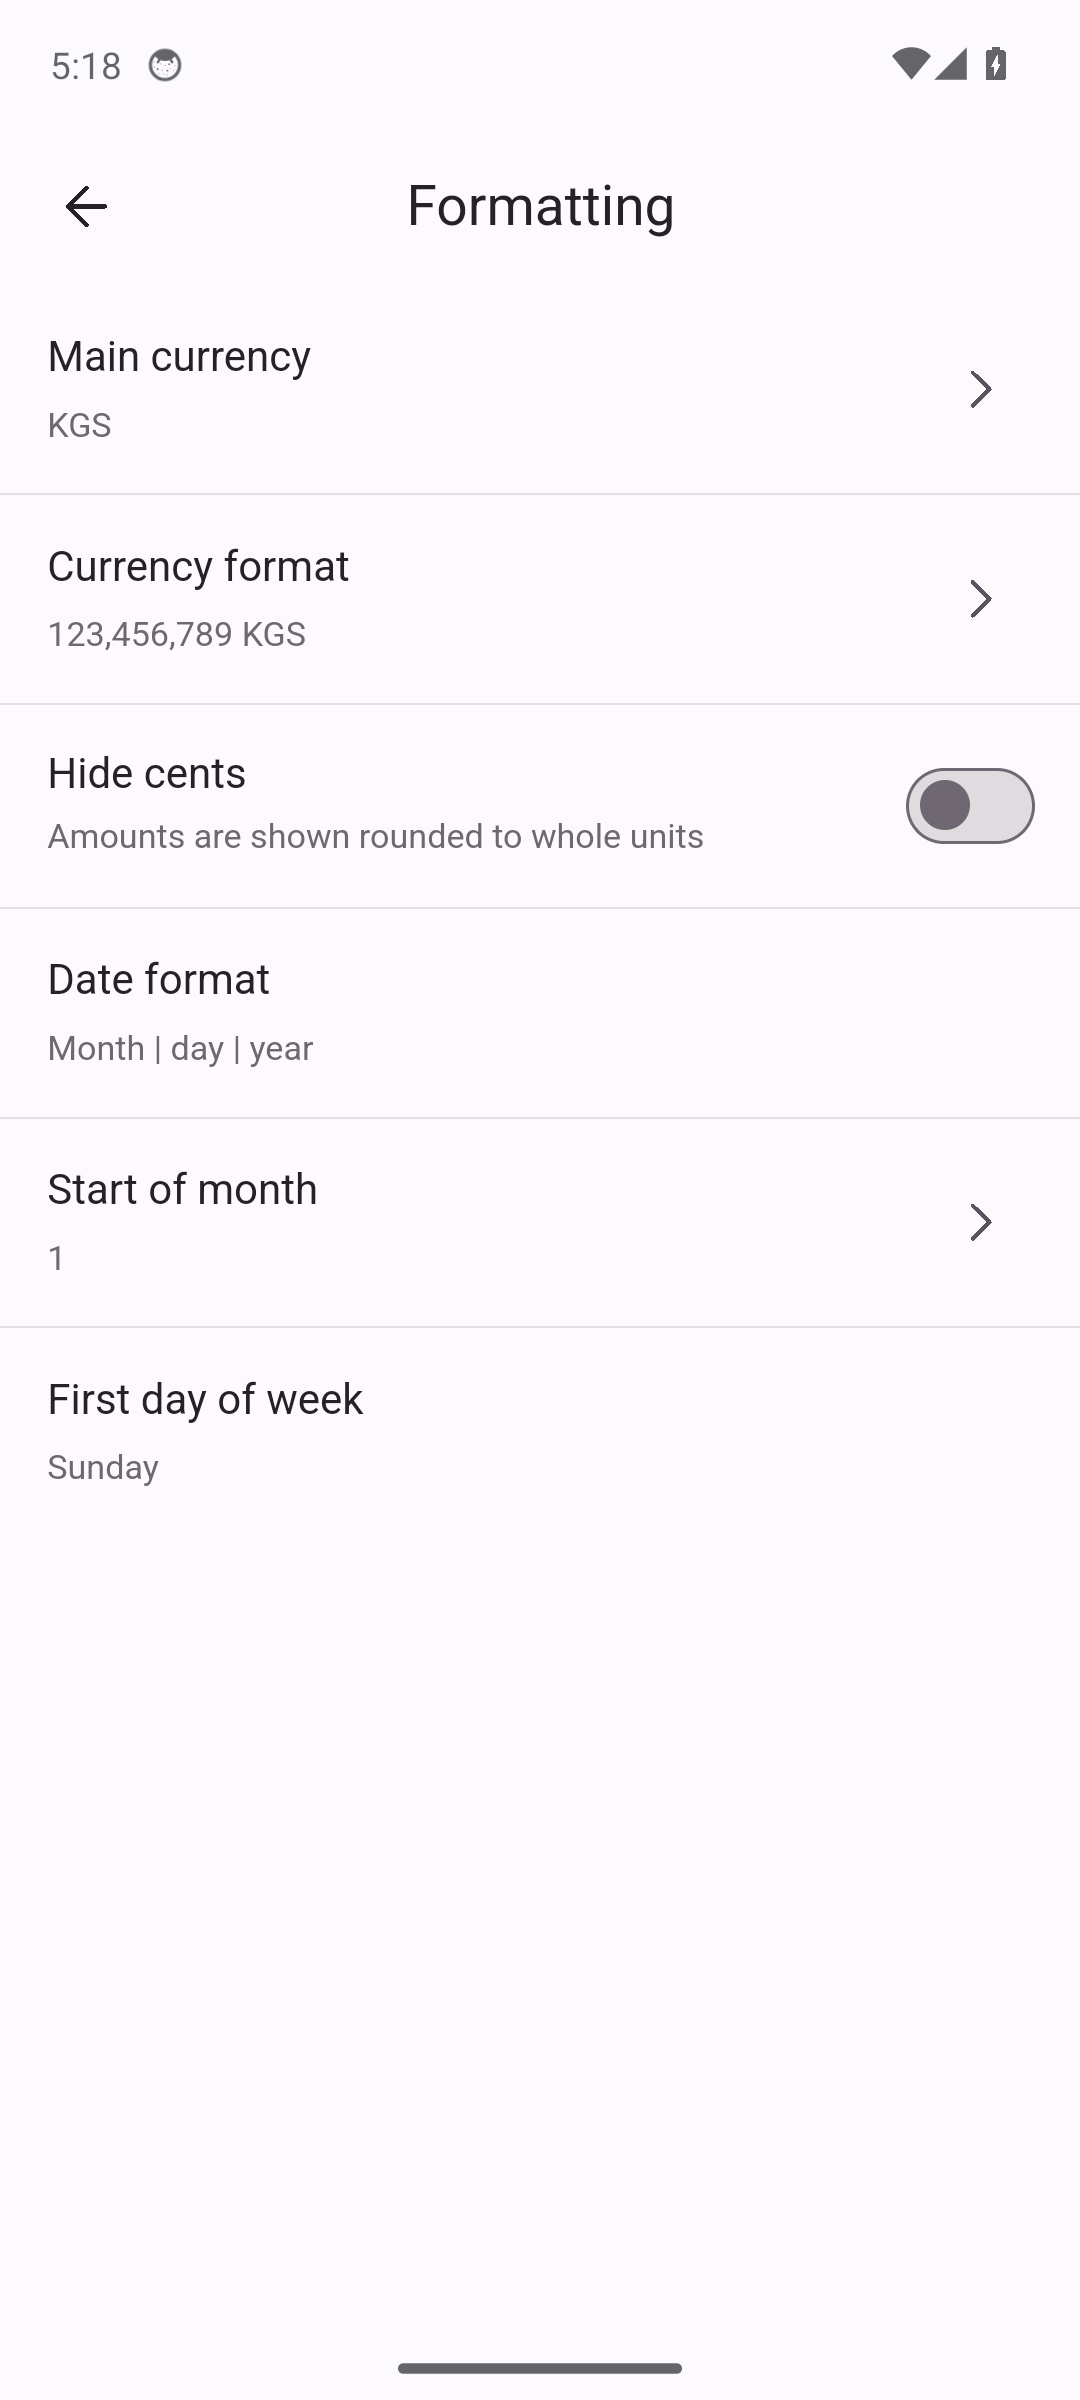 5:18
Formatting
Main currency
KGS
Currency format
123,456,789 KGS
Hide cents
Amounts are shown rounded to whole units
Date format
Month | day | year
Start of month
1
First day of week
Sunday